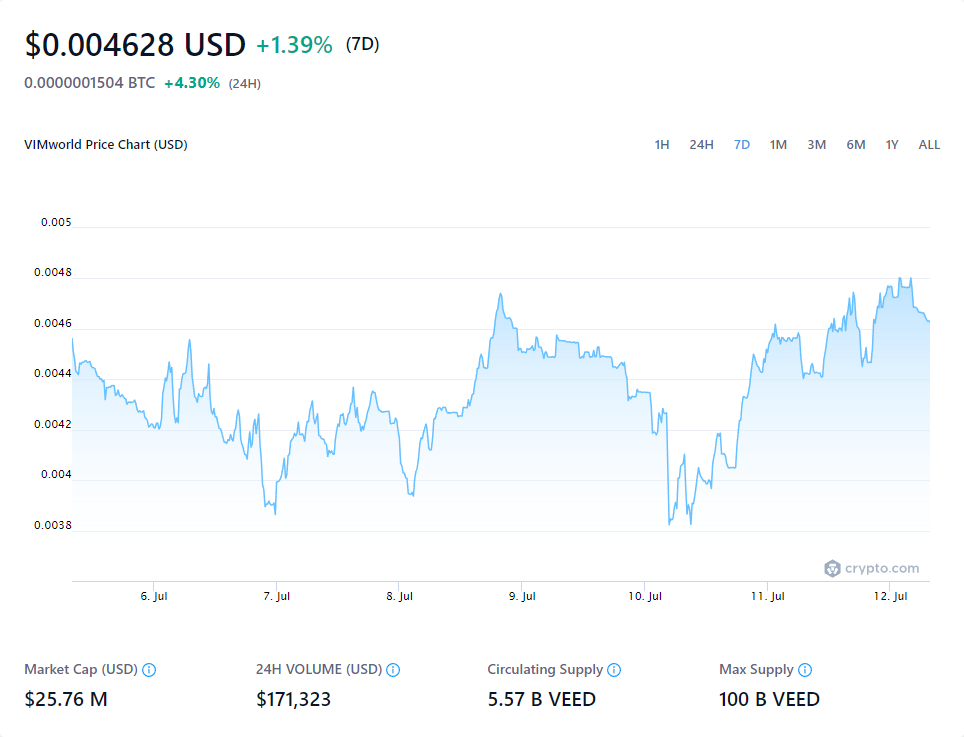 $0.004628 USD +1.39% (7D)
0.0000001504 BTC +4.30% (24H)
VIMworld Price Chart (USD) 1H 24H 7D 1M 3M 6M 1Y ALL
0.005
0.0048
0.0046
0.0044
0.0042
0.004
0.0038
crypto.com
6. Jul 7. Jul 8. Jul 9. Jul 10. Jul 11. Jul 12. Jul
Market Cap (USD) 24H VOLUME (USD) Circulating Supply Max Supply
$25.76 M $171,323 5.57 B VEED 100 B VEED